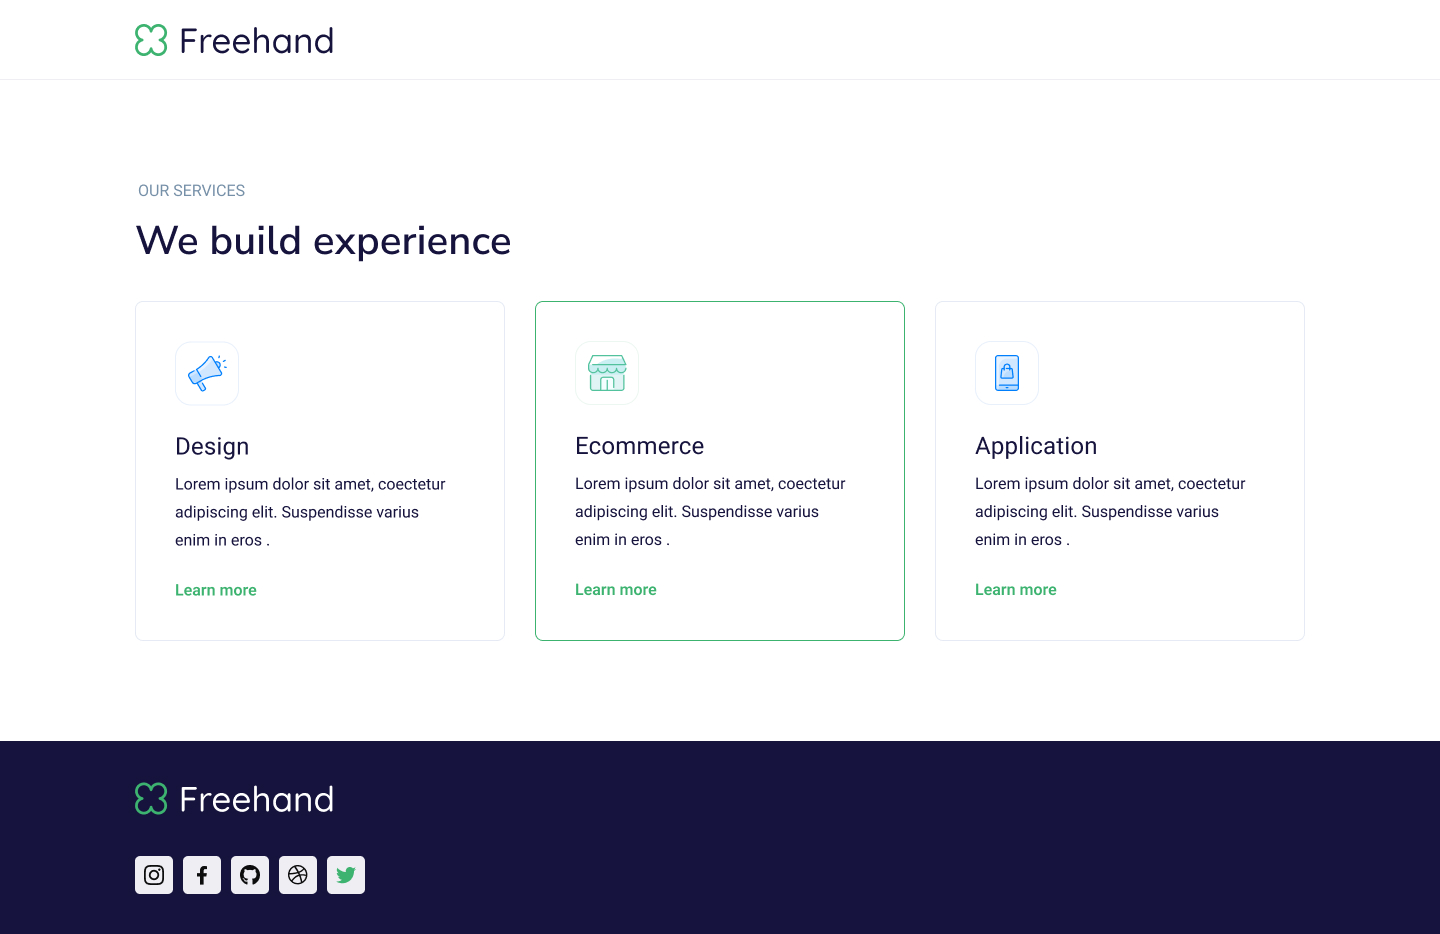 Freehand
OUR SERVICES
We build experience
Design
Lorem ipsum dolor sit amet, coectetur
adipiscing elit. Suspendisse varius
enim in eros .
Learn more
Ecommerce
Lorem ipsum dolor sit amet, coectetur
adipiscing elit. Suspendisse varius
enim in eros .
Learn more
Application
Lorem ipsum dolor sit amet, coectetur
adipiscing elit. Suspendisse varius
enim in eros .
Learn more
Freehand